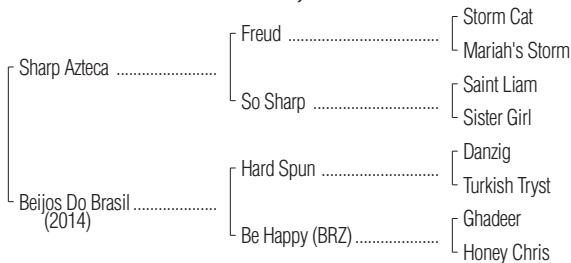 Storm Cat
Freud ......................................
Mariah's Storm
Sharp Azteca .......................
Saint Liam
So Sharp ................................
Sister Girl
Danzig
Hard Spun ..............................
Turkish Tryst
Beijos Do Brasil ...................
(2014)
Ghadeer
Be Happy (BRZ) .....................
Honey Chris